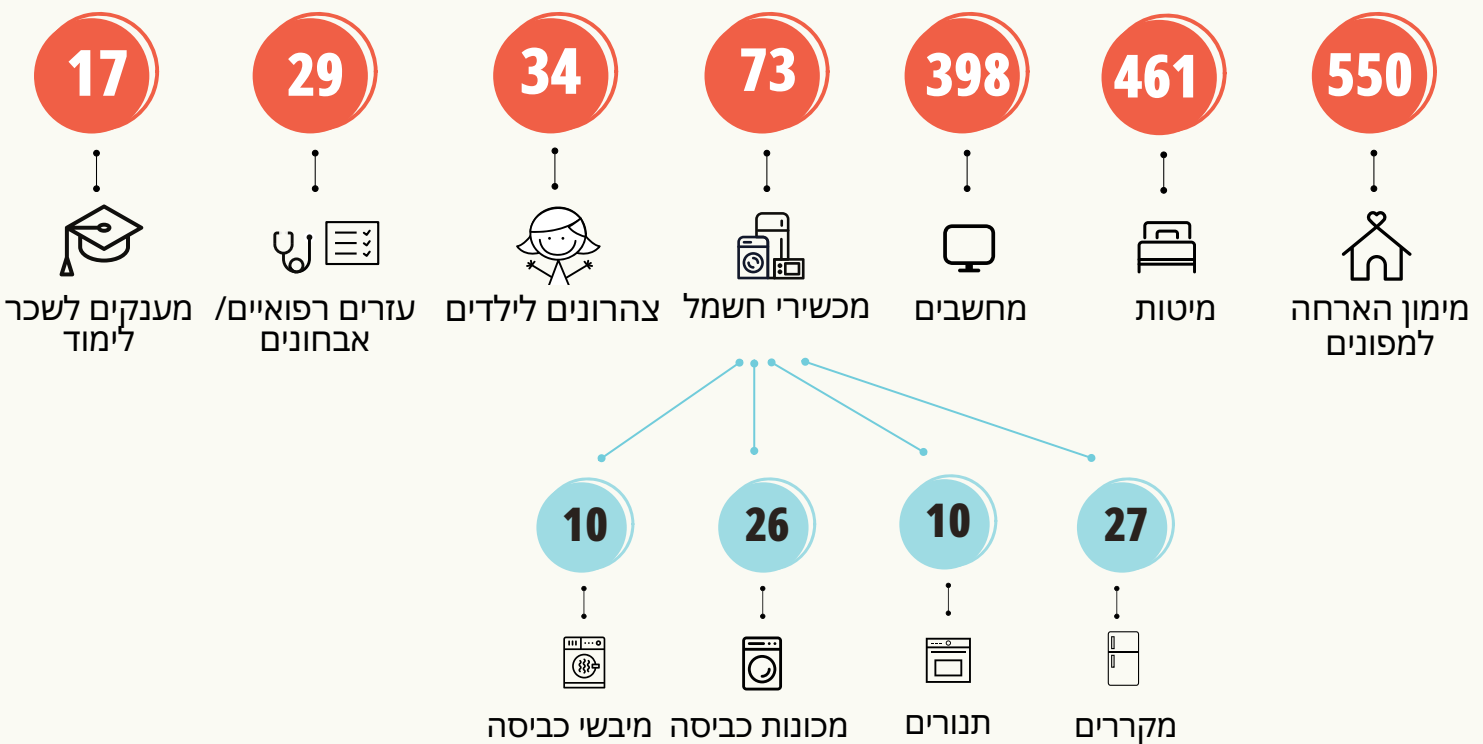 550
461
398
73
34
29
17
מימון הארחה
למפונים
מיטות
מחשבים
מכשירי חשמל
צהרונים לילדים
עזרים רפואיים/
אבחונים
מענקים לשכר
לימוד
27
10
26
10
מקררים
תנורים
מכונות כביסה
מיבשי כביסה